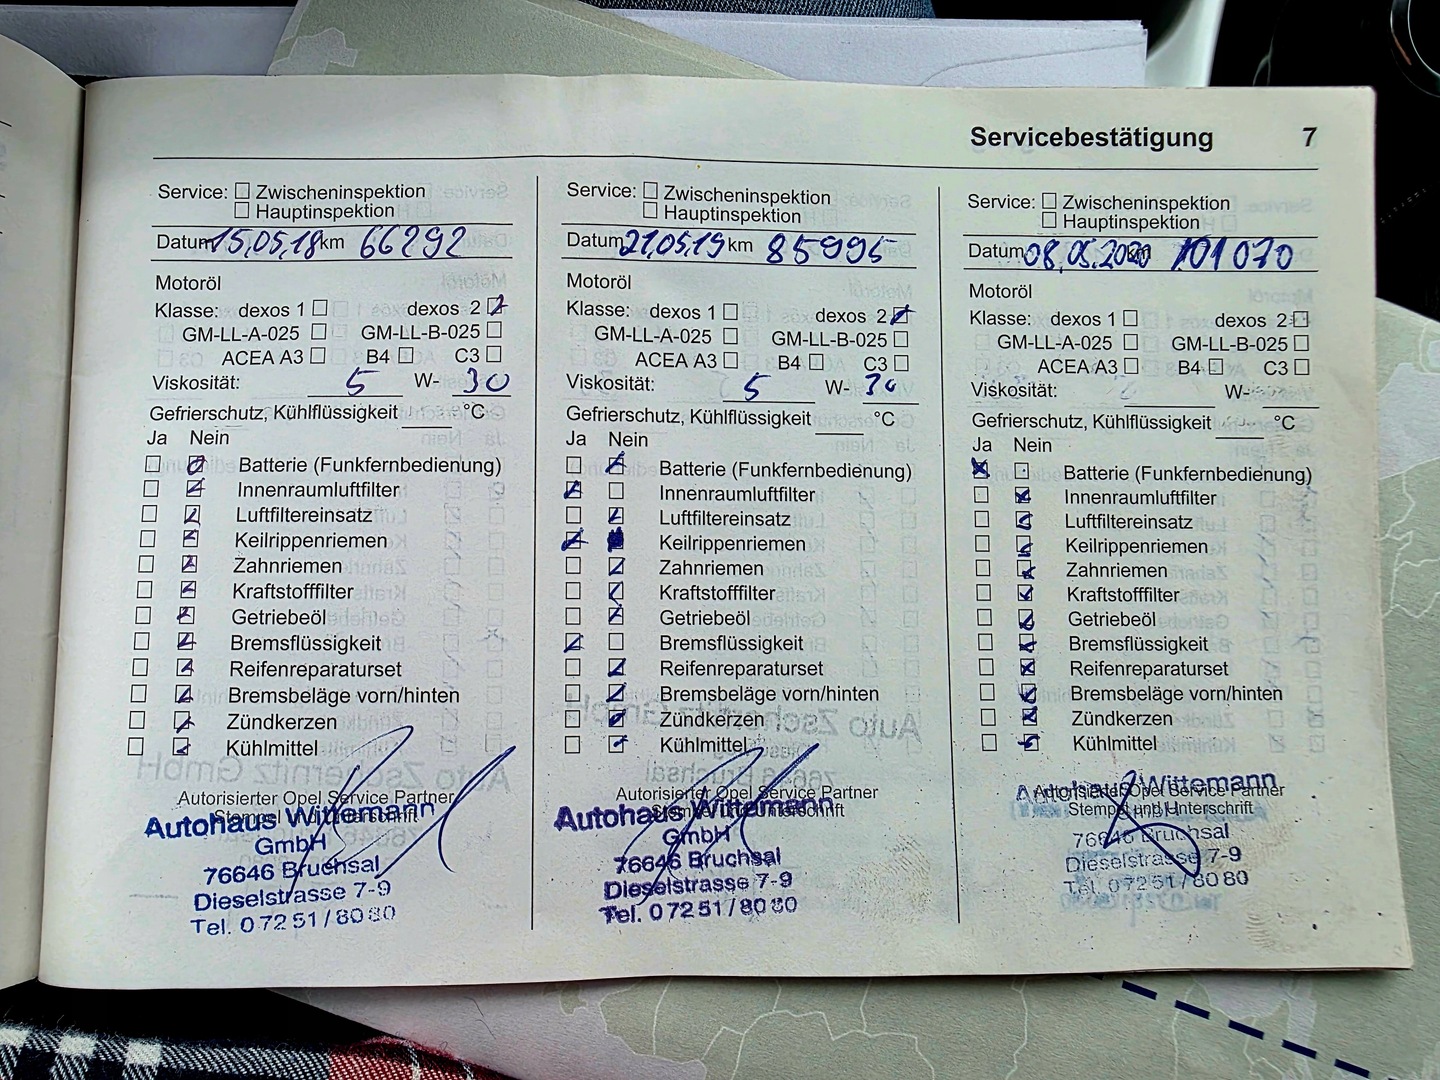 Servicebestätigung 7
Service: Zwischeninspektion
Hauptinspektion
Datum 15.05.18 km 66292
Motoröl
Klasse: dexos 1 dexos 2
GM-LL-A-025 GM-LL-B-025
ACEA A3 B4 C3
Viskosität: 5 W- 30
Gefrierschutz, Kühlflüssigkeit °C
Ja Nein
Batterie (Funkfernbedienung)
Innenraumluftfilter
Luftfiltereinsatz
Keilrippenriemen
Zahnriemen
Kraftstofffilter
Getriebeöl
Bremsflüssigkeit
Reifenreparaturset
Bremsbeläge vorn/hinten
Zündkerzen
Kühlmittel
Autorisierter Opel Service Partner
Stempel und Unterschrift
Autohaus Wittemann
GmbH
76646 Bruchsal
Dieselstrasse 7-9
Tel. 07251/8080
Service: Zwischeninspektion
Hauptinspektion
Datum 21.05.19 km 85995
Motoröl
Klasse: dexos 1 dexos 2
GM-LL-A-025 GM-LL-B-025
ACEA A3 B4 C3
Viskosität: 5 W- 30
Gefrierschutz, Kühlflüssigkeit °C
Ja Nein
Batterie (Funkfernbedienung)
Innenraumluftfilter
Luftfiltereinsatz
Keilrippenriemen
Zahnriemen
Kraftstofffilter
Getriebeöl
Bremsflüssigkeit
Reifenreparaturset
Bremsbeläge vorn/hinten
Zündkerzen
Kühlmittel
Autorisierter Opel Service Partner
Stempel und Unterschrift
Autohaus Wittemann
GmbH
76646 Bruchsal
Dieselstrasse 7-9
Tel. 07251/8080
Service: Zwischeninspektion
Hauptinspektion
Datum 08.05.2020 km 101070
Motoröl
Klasse: dexos 1 dexos 2
GM-LL-A-025 GM-LL-B-025
ACEA A3 B4 C3
Viskosität: W-
Gefrierschutz, Kühlflüssigkeit °C
Ja Nein
Batterie (Funkfernbedienung)
Innenraumluftfilter
Luftfiltereinsatz
Keilrippenriemen
Zahnriemen
Kraftstofffilter
Getriebeöl
Bremsflüssigkeit
Reifenreparaturset
Bremsbeläge vorn/hinten
Zündkerzen
Kühlmittel
Autorisierter Opel Service Partner
Stempel und Unterschrift
Autohaus Wittemann
GmbH
76646 Bruchsal
Dieselstrasse 7-9
Tel. 07251/8080